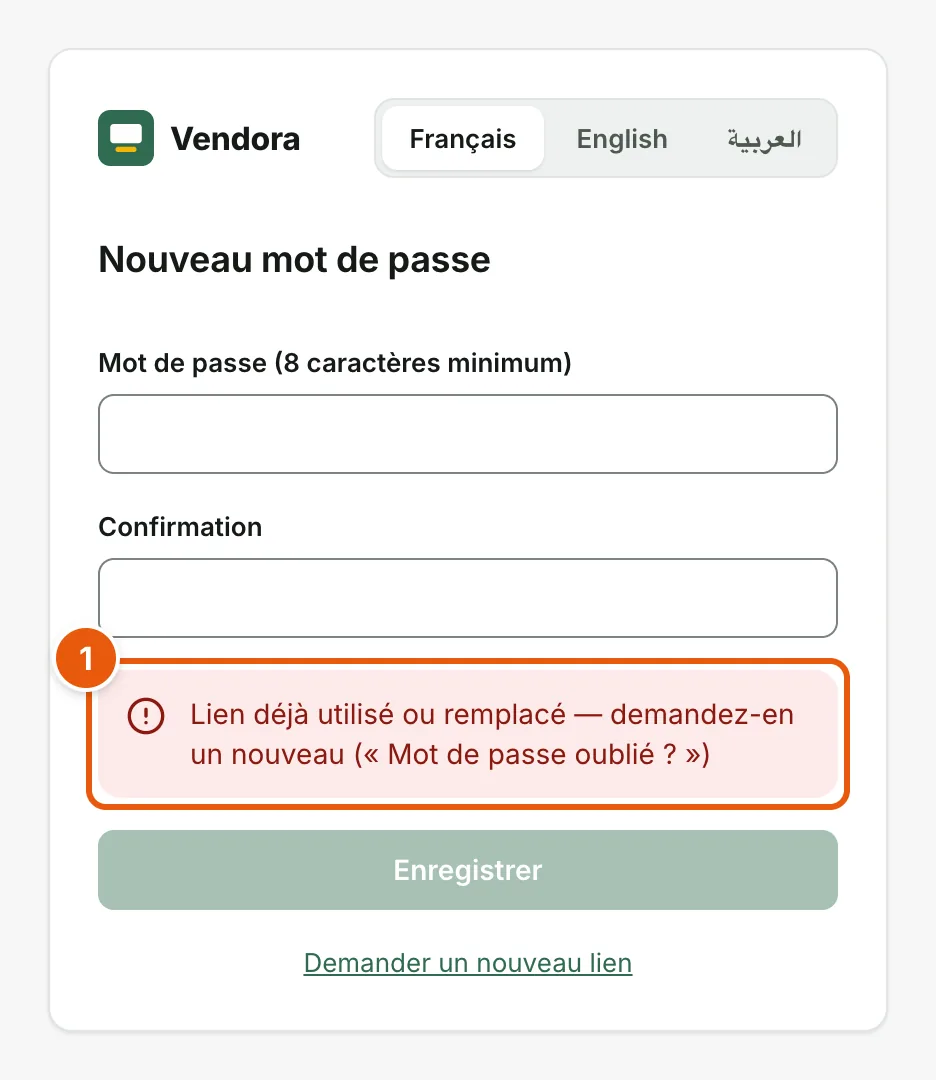 Vendora
Français
English
العربية
Nouveau mot de passe
Mot de passe (8 caractères minimum)
Confirmation
1
Lien déjà utilisé ou remplacé — demandez-en
un nouveau (« Mot de passe oublié ? »)
Enregistrer
Demander un nouveau lien